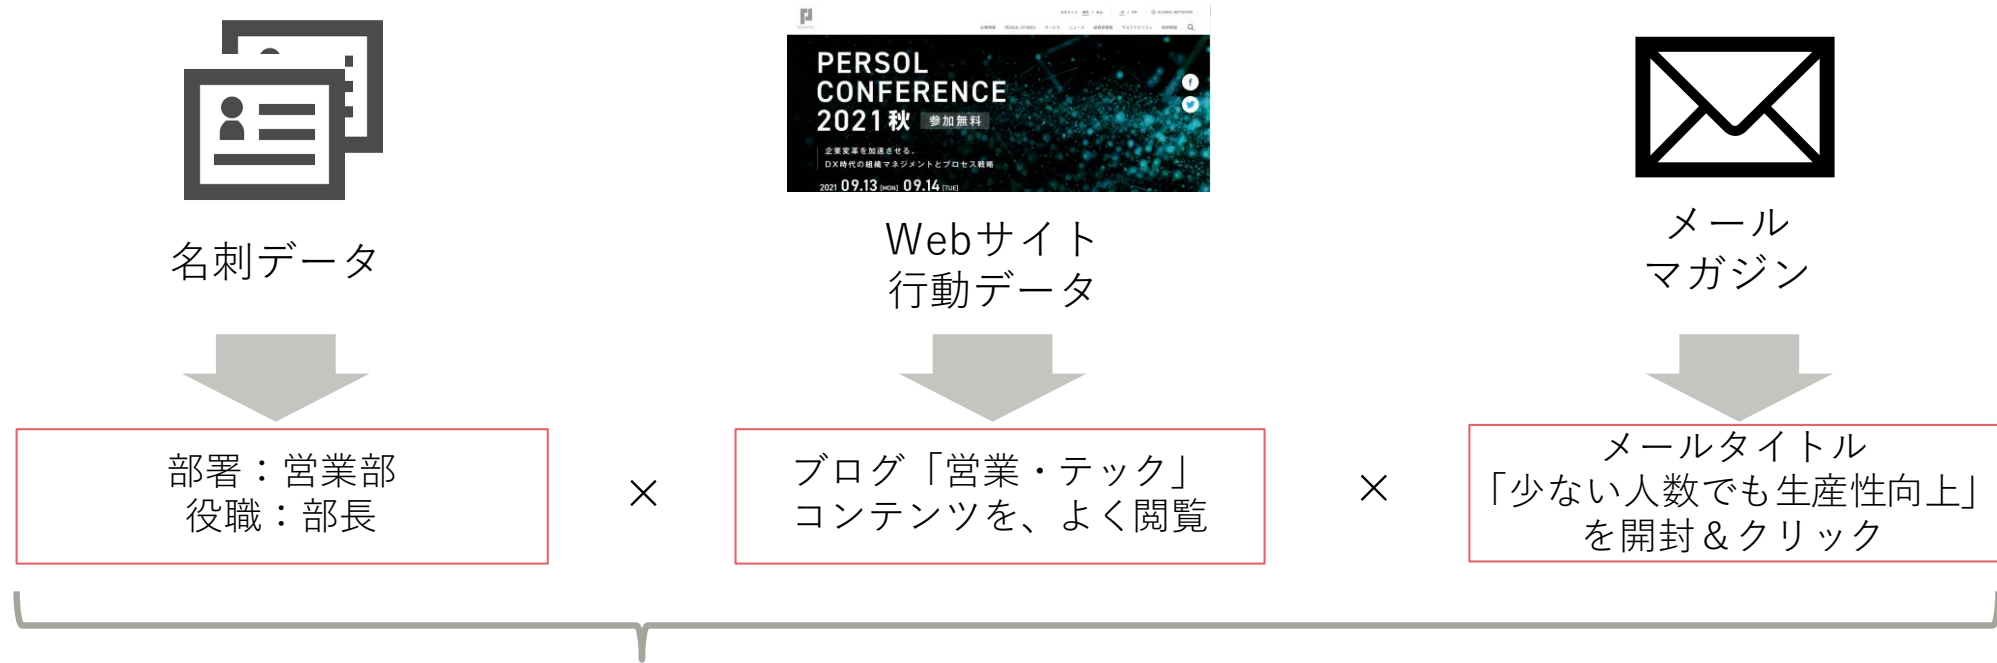 名刺データ
PERSOL
CONFERENCE
2021秋 参加無料
企業変革を加速させる、
DX時代の組織マネジメントとプロセス戦略
2021 09.13 [MON] 09.14 [TUE]
Webサイト
行動データ
メール
マガジン
部署：営業部
役職：部長
×
ブログ「営業・テック」
コンテンツを、よく閲覧
×
メールタイトル
「少ない人数でも生産性向上」
を開封＆クリック